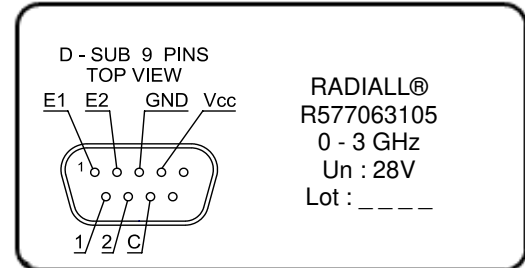 D - SUB 9 PINS
TOP VIEW
E1 E2 GND Vcc
1
1 2 C
RADIALL®
R577063105
0 - 3 GHz
Un : 28V
Lot : _ _ _ _